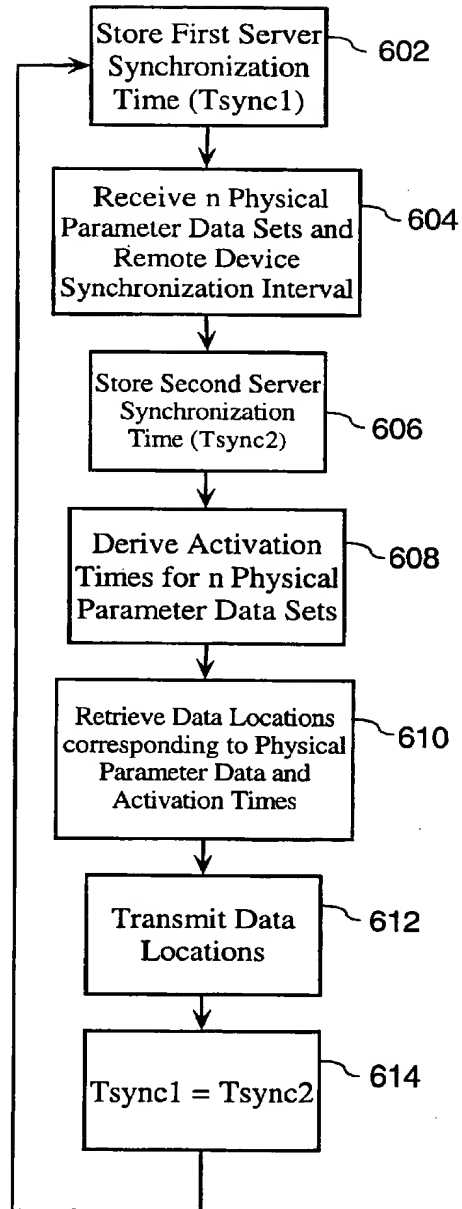 Store First Server
Synchronization
Time (Tsync1)
602
Receive n Physical
Parameter Data Sets and
Remote Device
Synchronization Interval
604
Store Second Server
Synchronization
Time (Tsync2)
606
Derive Activation
Times for n Physical
Parameter Data Sets
608
Retrieve Data Locations
corresponding to Physical
Parameter Data and
Activation Times
610
Transmit Data
Locations
612
Tsync1 = Tsync2
614